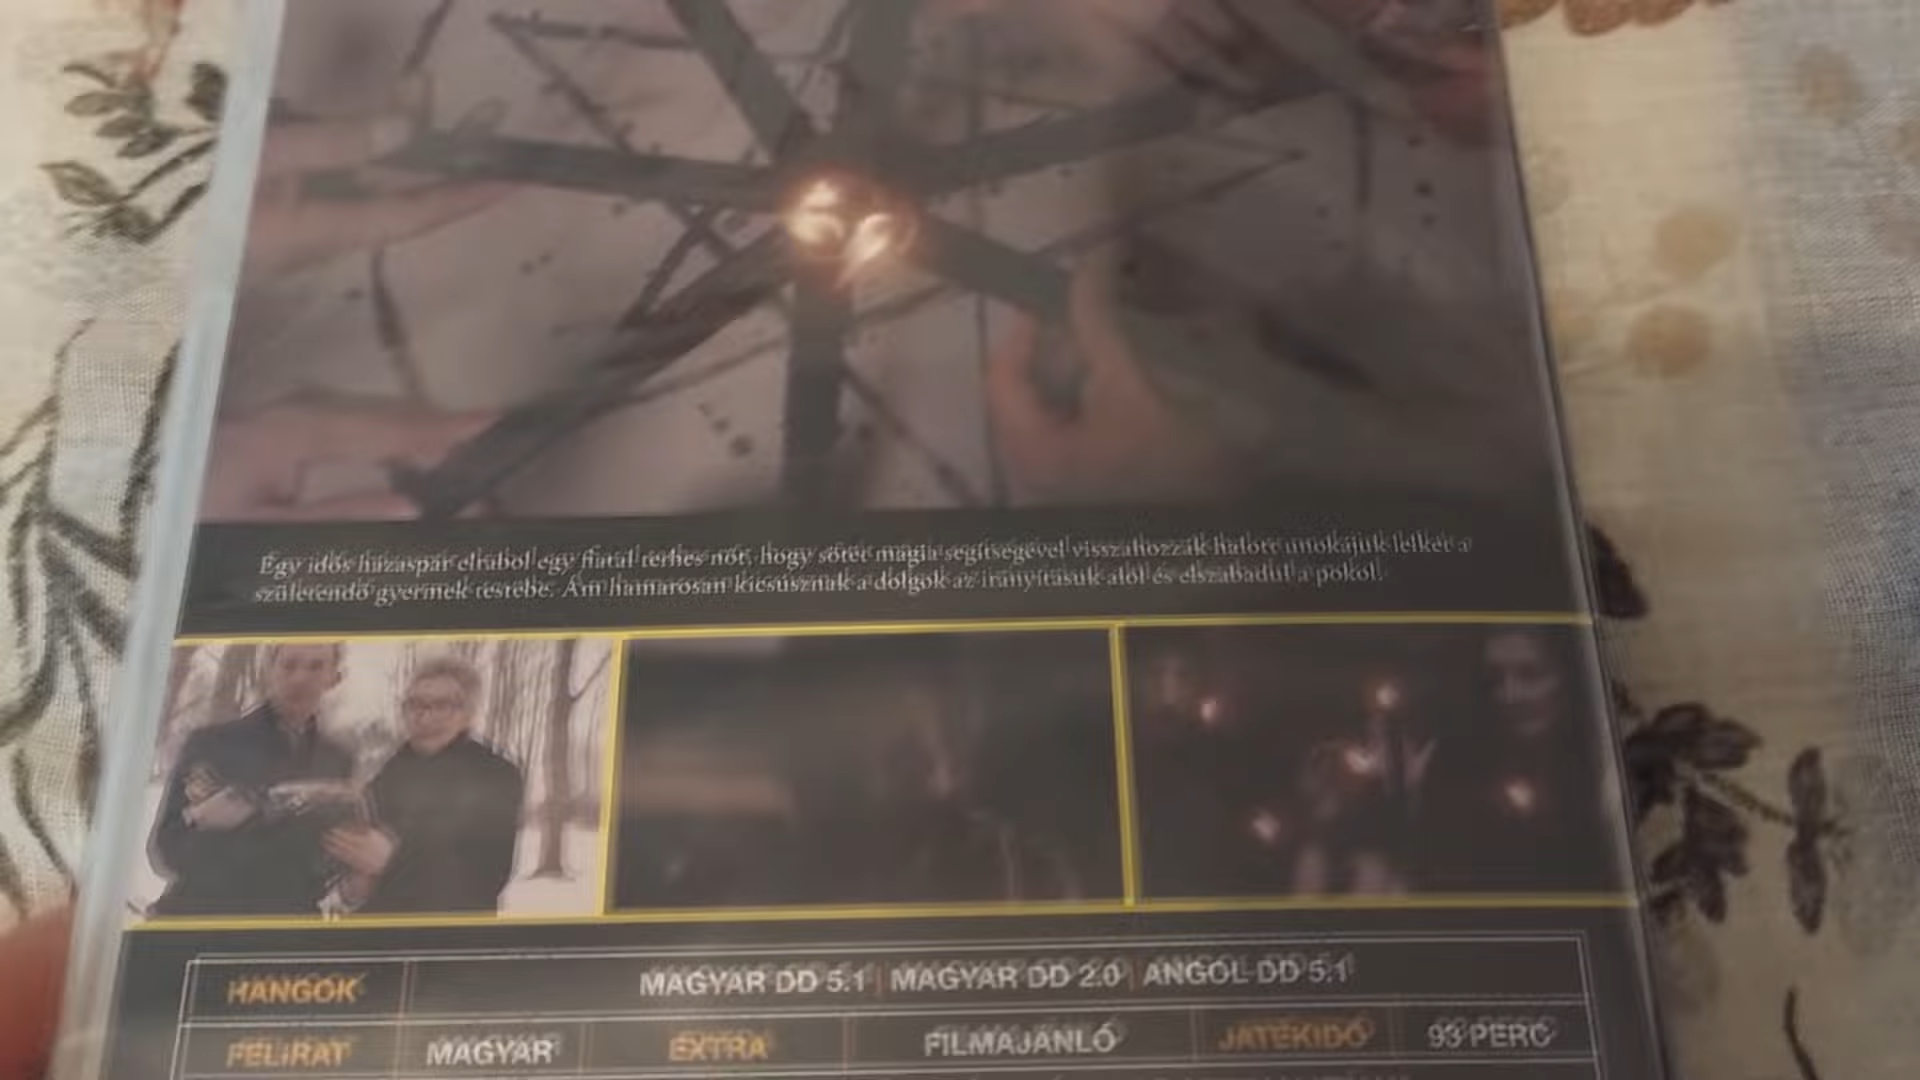 Egy idős házaspár elrabol egy fiatal terhes nőt, hogy sötét mágia segítségével visszahozzák halott unokájuk lelkét a
születendő gyermek testébe. Ám hamarosan kicsúsznak a dolgok az irányításuk alól és elszabadul a pokol.
HANGOK MAGYAR DD 5.1 | MAGYAR DD 2.0 | ANGOL DD 5.1
FELIRAT MAGYAR EXTRA FILMAJÁNLÓ JÁTÉKIDŐ 93 PERC